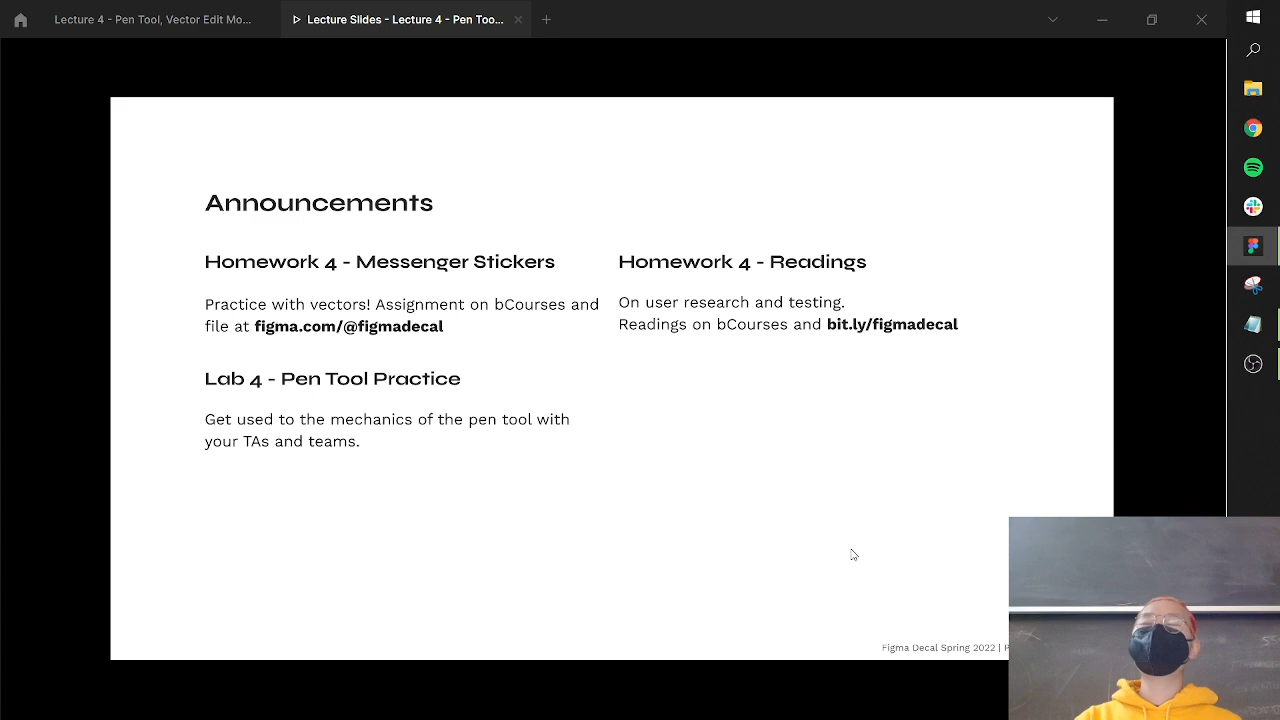 Lecture 4 - Pen Tool, Vector Edit Mo...
Lecture Slides - Lecture 4 - Pen Too...
Announcements
Homework 4 - Messenger Stickers
Practice with vectors! Assignment on bCourses and
file at figma.com/@figmadecal
Lab 4 - Pen Tool Practice
Get used to the mechanics of the pen tool with
your TAs and teams.
Homework 4 - Readings
On user research and testing.
Readings on bCourses and bit.ly/figmadecal
Figma Decal Spring 2022 |